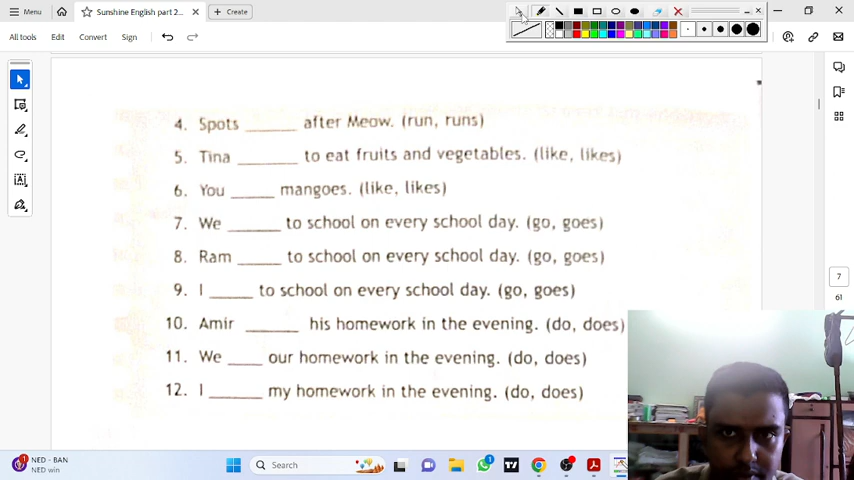 Menu
Sunshine English part 2...
Create
All tools
Edit
Convert
Sign
4. Spots _____ after Meow. (run, runs)
5. Tina ______ to eat fruits and vegetables. (like, likes)
6. You ____ mangoes. (like, likes)
7. We _____ to school on every school day. (go, goes)
8. Ram ____ to school on every school day. (go, goes)
9. I ____ to school on every school day. (go, goes)
10. Amir _____ his homework in the evening. (do, does)
11. We ___ our homework in the evening. (do, does)
12. I _____ my homework in the evening. (do, does)
7
61
NED - BAN
NED win
Search